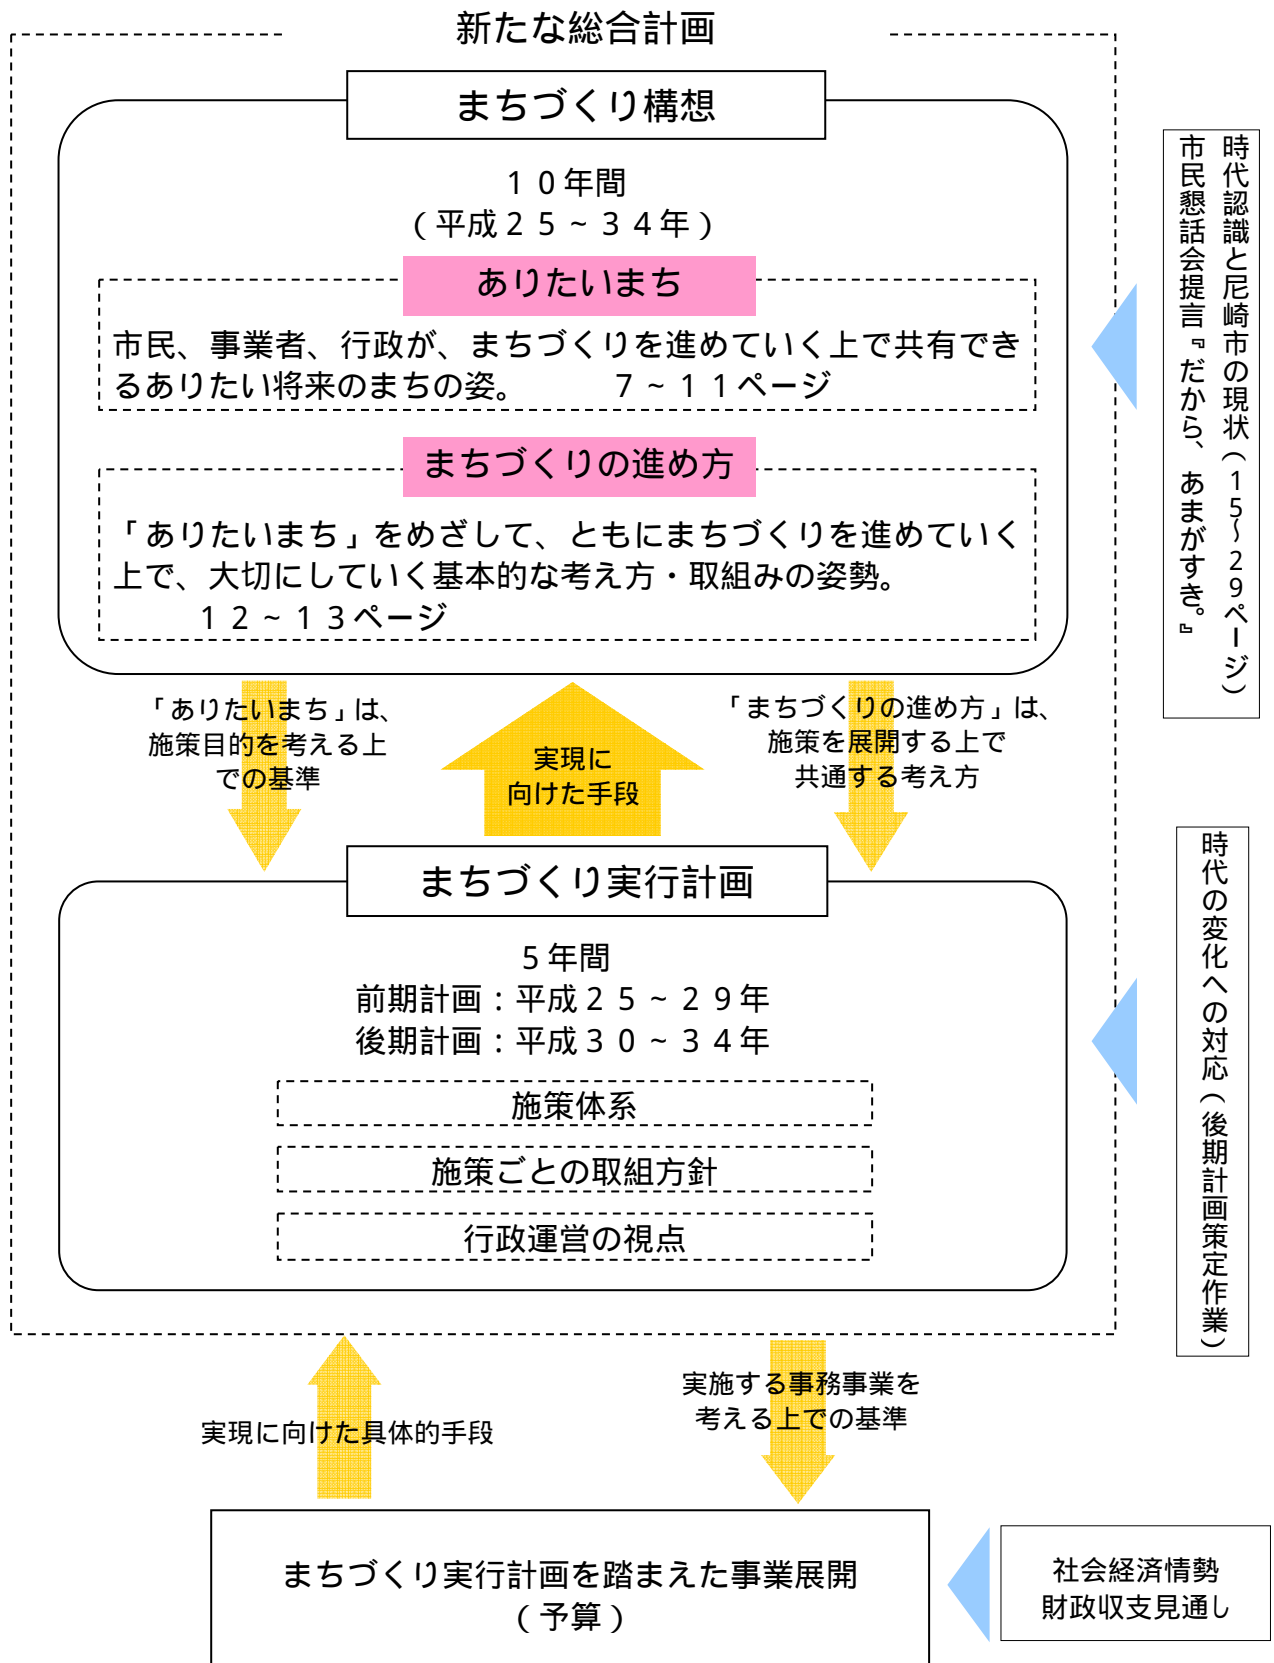 新たな総合計画
まちづくり構想
１０年間
（平成２５～３４年）
ありたいまち
市民、事業者、行政が、まちづくりを進めていく上で共有でき
るありたい将来のまちの姿。　　　７～１１ページ
まちづくりの進め方
「ありたいまち」をめざして、ともにまちづくりを進めていく
上で、大切にしていく基本的な考え方・取組みの姿勢。
１２～１３ページ
時代認識と尼崎市の現状（15～29ページ）
市民懇話会提言『だから、あまがすき。』
「ありたいまち」は、
施策目的を考える上
での基準
実現に
向けた手段
「まちづくりの進め方」は、
施策を展開する上で
共通する考え方
まちづくり実行計画
５年間
前期計画：平成２５～２９年
後期計画：平成３０～３４年
施策体系
施策ごとの取組方針
行政運営の視点
時代の変化への対応（後期計画策定作業）
実現に向けた具体的手段
実施する事務事業を
考える上での基準
まちづくり実行計画を踏まえた事業展開
（予算）
社会経済情勢
財政収支見通し